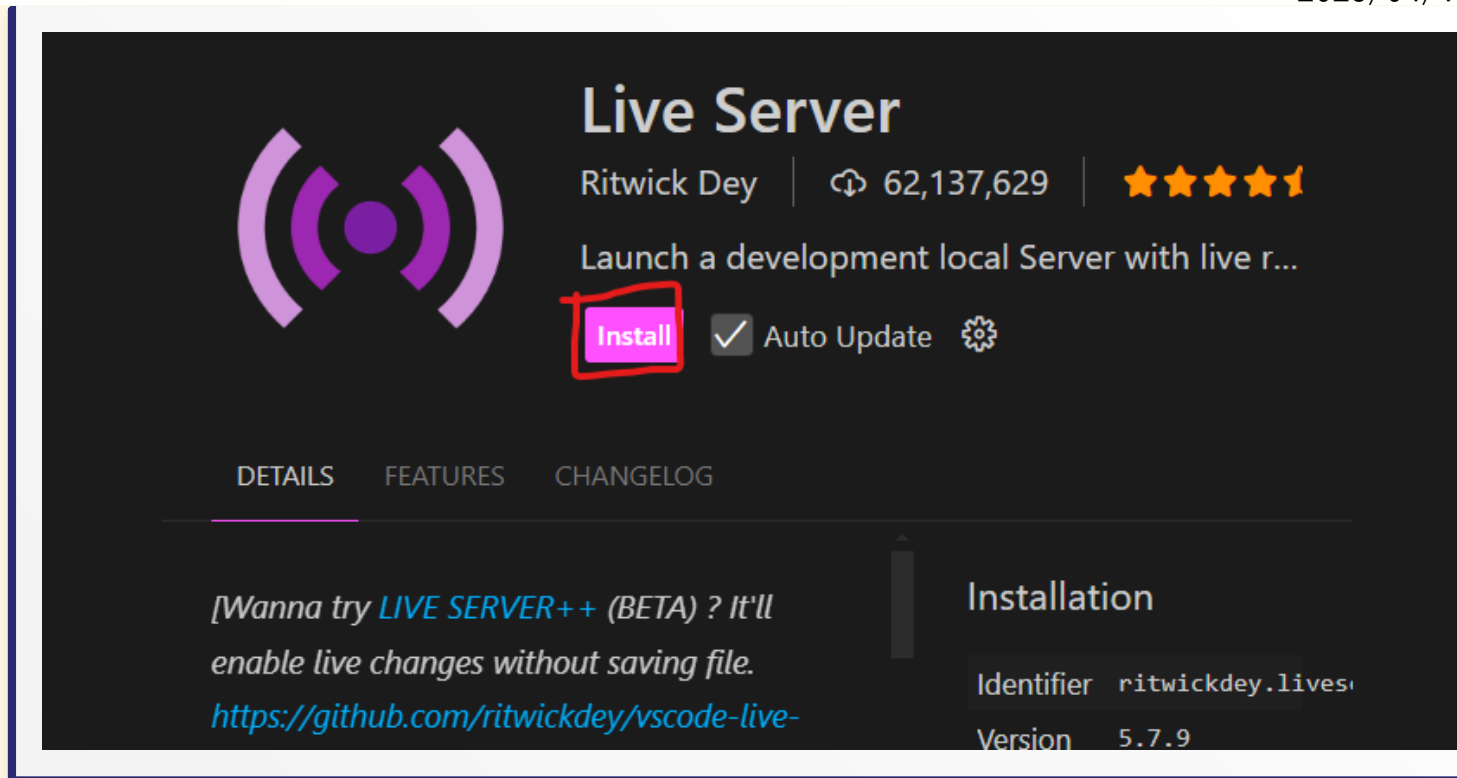 Live Server
Ritwick Dey 62,137,629
Launch a development local Server with live r...
Install Auto Update
DETAILS FEATURES CHANGELOG
[Wanna try LIVE SERVER++ (BETA) ? It'll
enable live changes without saving file.
https://github.com/ritwickdey/vscode-live-
Installation
Identifier ritwickdey.lives
Version 5.7.9